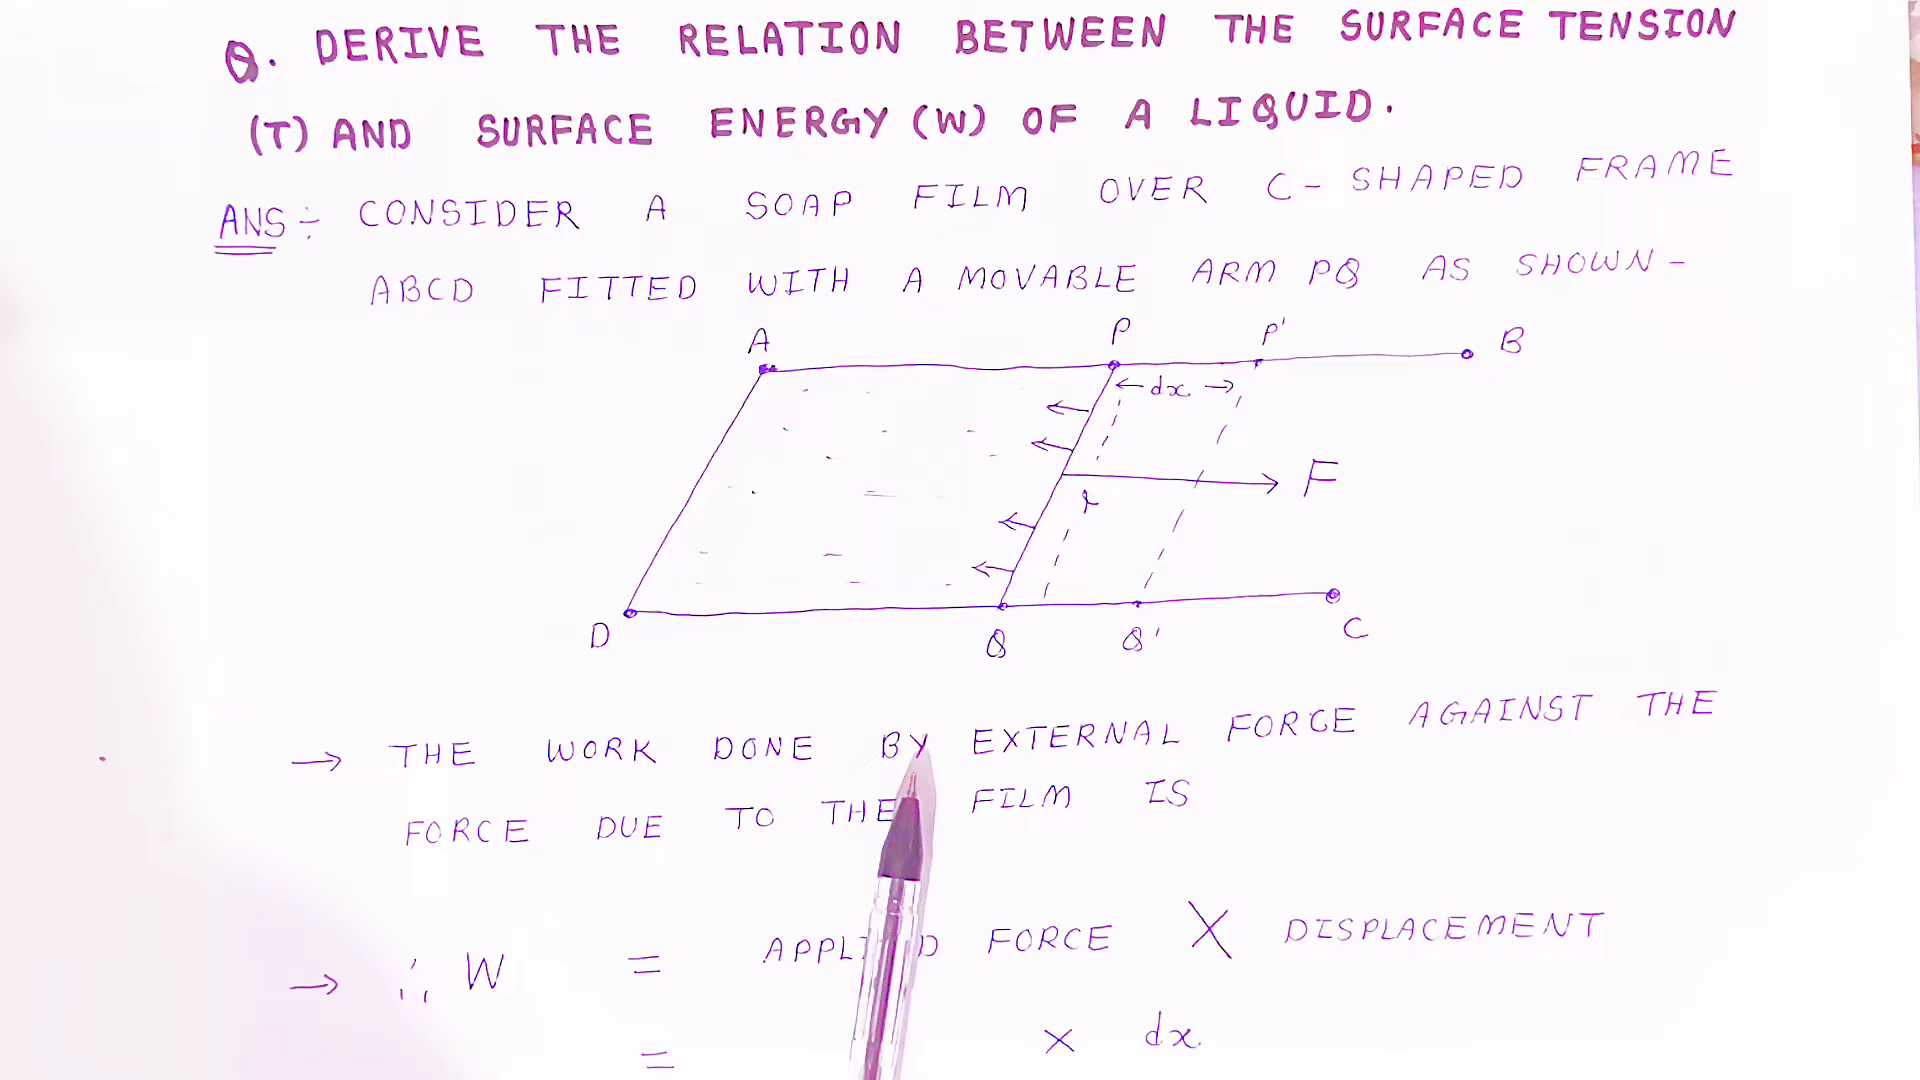 Q. DERIVE THE RELATION BETWEEN THE SURFACE TENSION
(T) AND SURFACE ENERGY (W) OF A LIQUID.
ANS ÷ CONSIDER A SOAP FILM OVER C- SHAPED FRAME
ABCD FITTED WITH A MOVABLE ARM PQ AS SHOWN -
A P P' B
← dx →
F
l
D Q Q' C
→ THE WORK DONE BY EXTERNAL FORCE AGAINST THE
FORCE DUE TO THE FILM IS
→ ∴ W = FORCE X DISPLACEMENT
= × dx